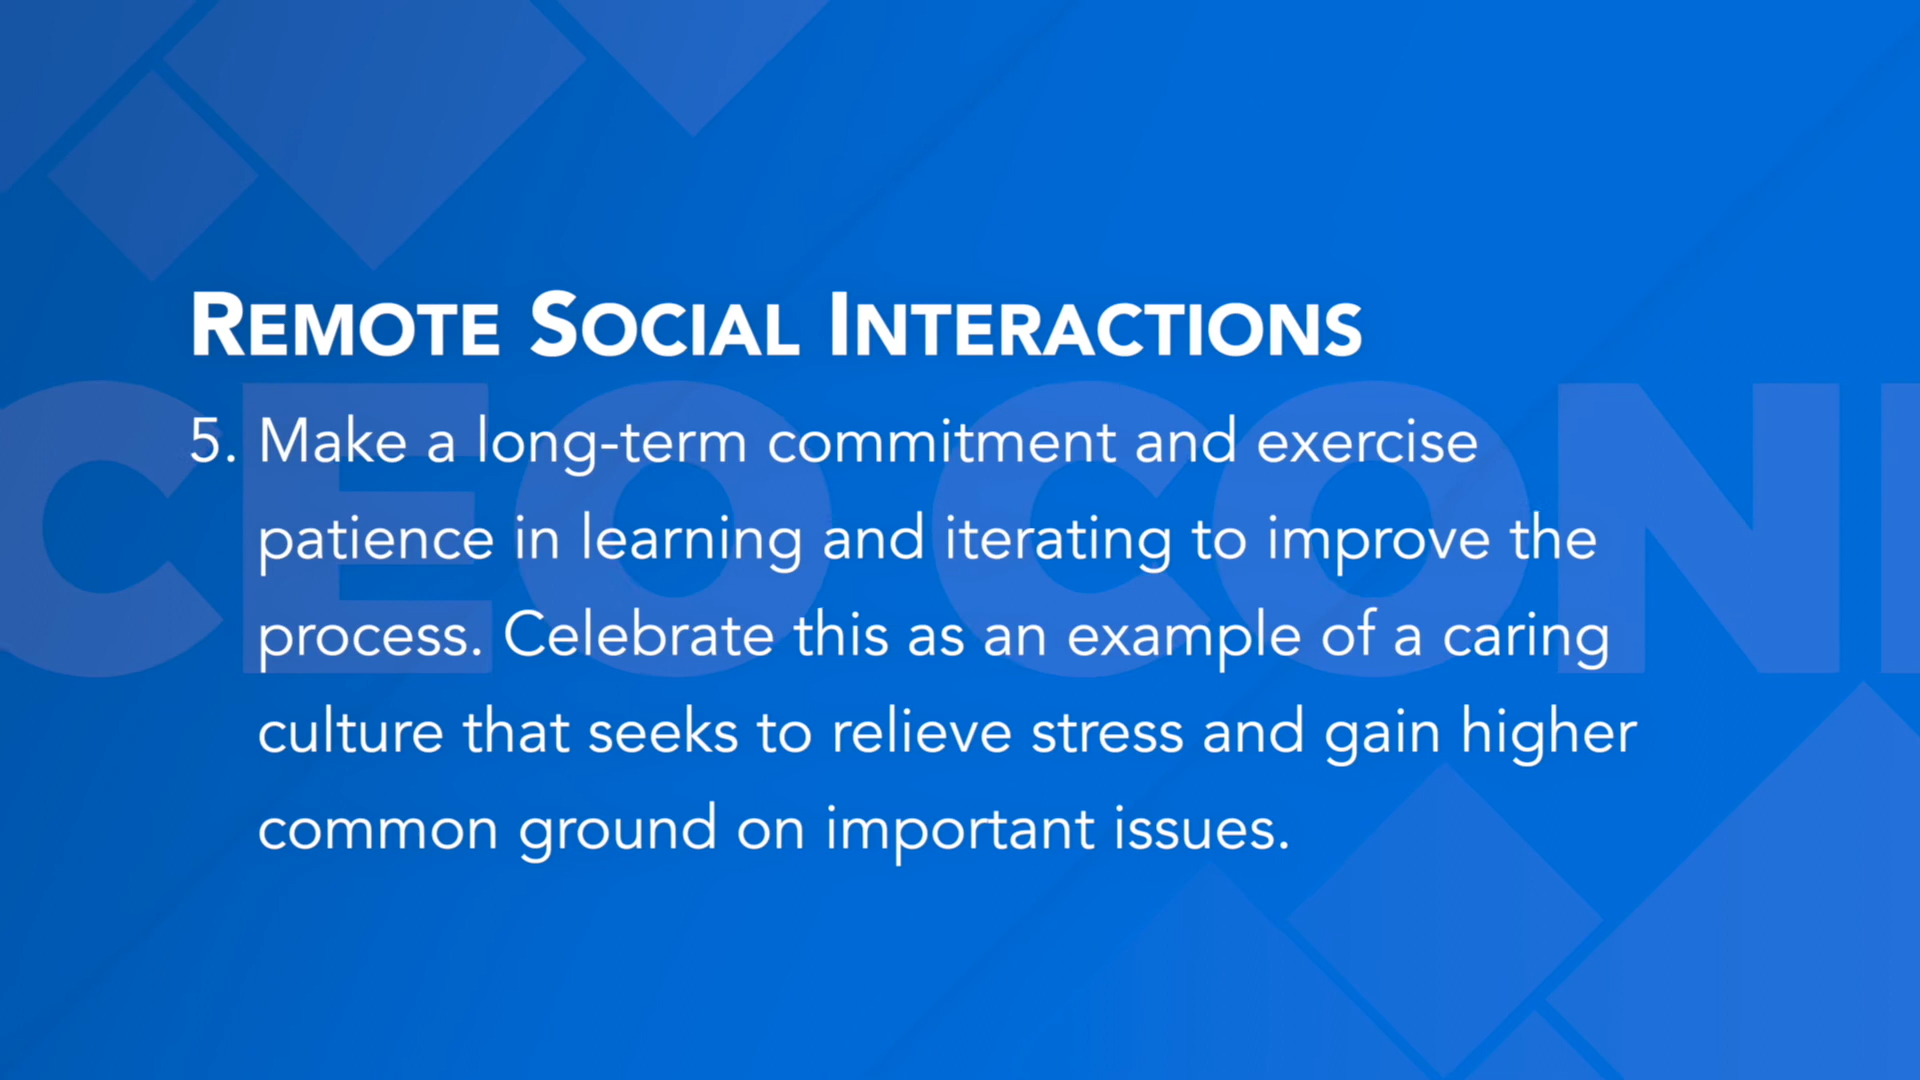 REMOTE SOCIAL INTERACTIONS
CEO CON
5. Make a long-term commitment and exercise
patience in learning and iterating to improve the
process. Celebrate this as an example of a caring
culture that seeks to relieve stress and gain higher
common ground on important issues.